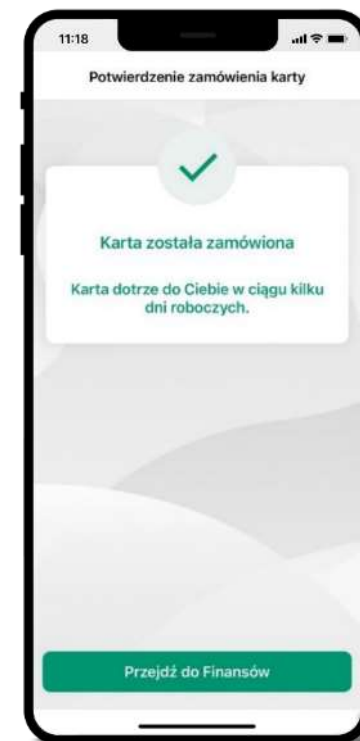 11:18
Potwierdzenie zamówienia karty
Karta została zamówiona
Karta dotrze do Ciebie w ciągu kilku
dni roboczych.
Przejdź do Finansów